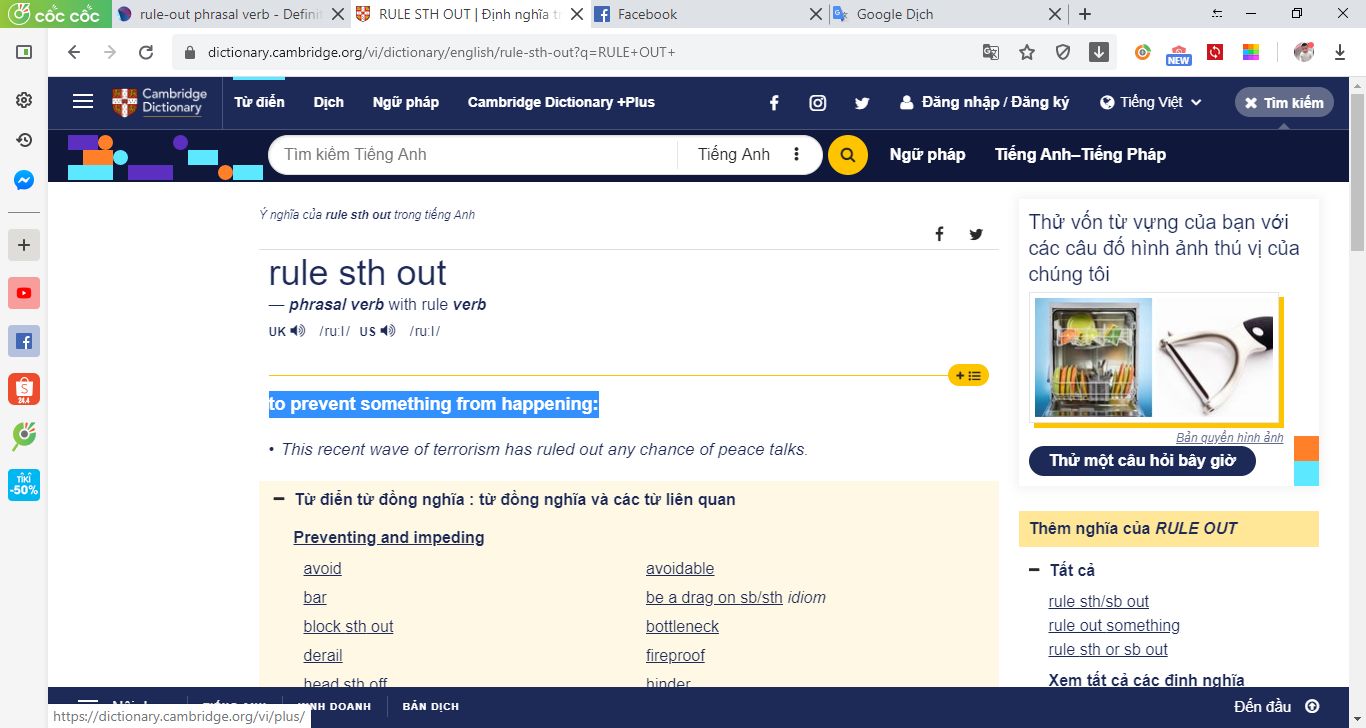 cốc cốc
rule-out phrasal verb - Definit
RULE STH OUT | Định nghĩa tr
Facebook
Google Dịch
dictionary.cambridge.org/vi/dictionary/english/rule-sth-out?q=RULE+OUT+
NEW
Cambridge
Dictionary
Từ điển Dịch Ngữ pháp Cambridge Dictionary +Plus
Đăng nhập / Đăng ký
Tiếng Việt
Tìm kiếm
Tìm kiếm Tiếng Anh
Tiếng Anh
Ngữ pháp Tiếng Anh–Tiếng Pháp
Ý nghĩa của rule sth out trong tiếng Anh
rule sth out
— phrasal verb with rule verb
UK /ruːl/ US /ruːl/
to prevent something from happening:
• This recent wave of terrorism has ruled out any chance of peace talks.
Từ điển từ đồng nghĩa : từ đồng nghĩa và các từ liên quan
Preventing and impeding
avoid
avoidable
bar
be a drag on sb/sth idiom
block sth out
bottleneck
derail
fireproof
head sth off
hinder
Thử vốn từ vựng của bạn với
các câu đố hình ảnh thú vị của
chúng tôi
Bản quyền hình ảnh
Thử một câu hỏi bây giờ
Thêm nghĩa của RULE OUT
Tất cả
rule sth/sb out
rule out something
rule sth or sb out
Xem tất cả các định nghĩa
24.4
TIKI
-50%
BÁN DỊCH
Đến đầu
https://dictionary.cambridge.org/vi/plus/